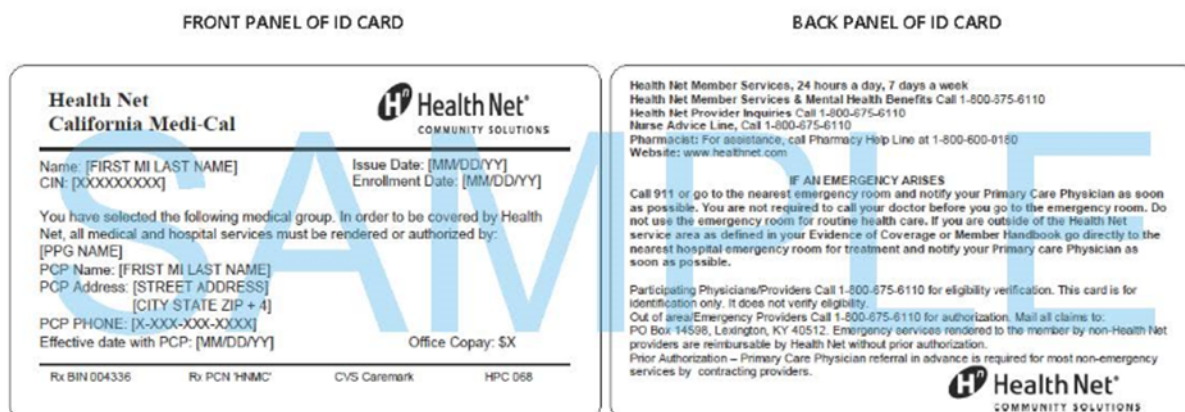 FRONT PANEL OF ID CARD
Health Net
California Medi-Cal
Health Net
COMMUNITY SOLUTIONS
Name: [FIRST MI LAST NAME]
CIN: [XXXXXXXXX]
Issue Date: [MM/DD/YY]
Enrollment Date: [MM/DD/YY]
You have selected the following medical group. In order to be covered by Health
Net, all medical and hospital services must be rendered or authorized by:
[PPG NAME]
PCP Name: [FRIST MI LAST NAME]
PCP Address: [STREET ADDRESS]
[CITY STATE ZIP + 4]
PCP PHONE: [X-XXX-XXX-XXXX]
Effective date with PCP: [MM/DD/YY]
Office Copay: $X
Rx BIN 004336 Rx PCN 'HNMC' CVS Caremark HPC 068
BACK PANEL OF ID CARD
Health Net Member Services, 24 hours a day, 7 days a week
Health Net Member Services & Mental Health Benefits Call 1-800-675-6110
Health Net Provider Inquiries Call 1-800-675-6110
Nurse Advice Line, Call 1-800-675-6110
Pharmacist: For assistance, call Pharmacy Help Line at 1-800-600-0180
Website: www.healthnet.com
IF AN EMERGENCY ARISES
Call 911 or go to the nearest emergency room and notify your Primary Care Physician as soon
as possible. You are not required to call your doctor before you go to the emergency room. Do
not use the emergency room for routine health care. If you are outside of the Health Net
service area as defined in your Evidence of Coverage or Member Handbook go directly to the
nearest hospital emergency room for treatment and notify your Primary care Physician as
soon as possible.
Participating Physicians/Providers Call 1-800-675-6110 for eligibility verification. This card is for
identification only. It does not verify eligibility.
Out of area/Emergency Providers Call 1-800-675-6110 for authorization. Mail all claims to:
PO Box 14598, Lexington, KY 40512. Emergency services rendered to the member by non-Health Net
providers are reimbursable by Health Net without prior authorization.
Prior Authorization – Primary Care Physician referral in advance is required for most non-emergency
services by contracting providers.
Health Net
COMMUNITY SOLUTIONS
SAMPLE